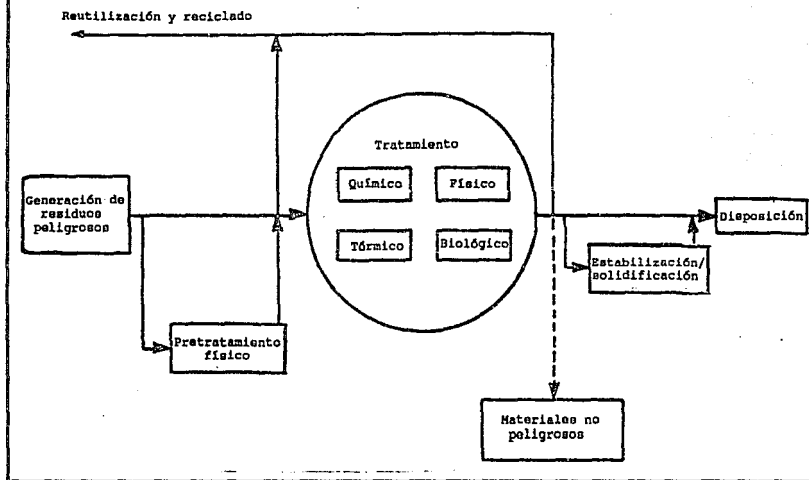 Reutilización y reciclado
Tratamiento
Químico
Físico
Térmico
Biológico
Generación de
residuos
peligrosos
Pretratamiento
físico
Disposición
Estabilización/
solidificación
Materiales no
peligrosos